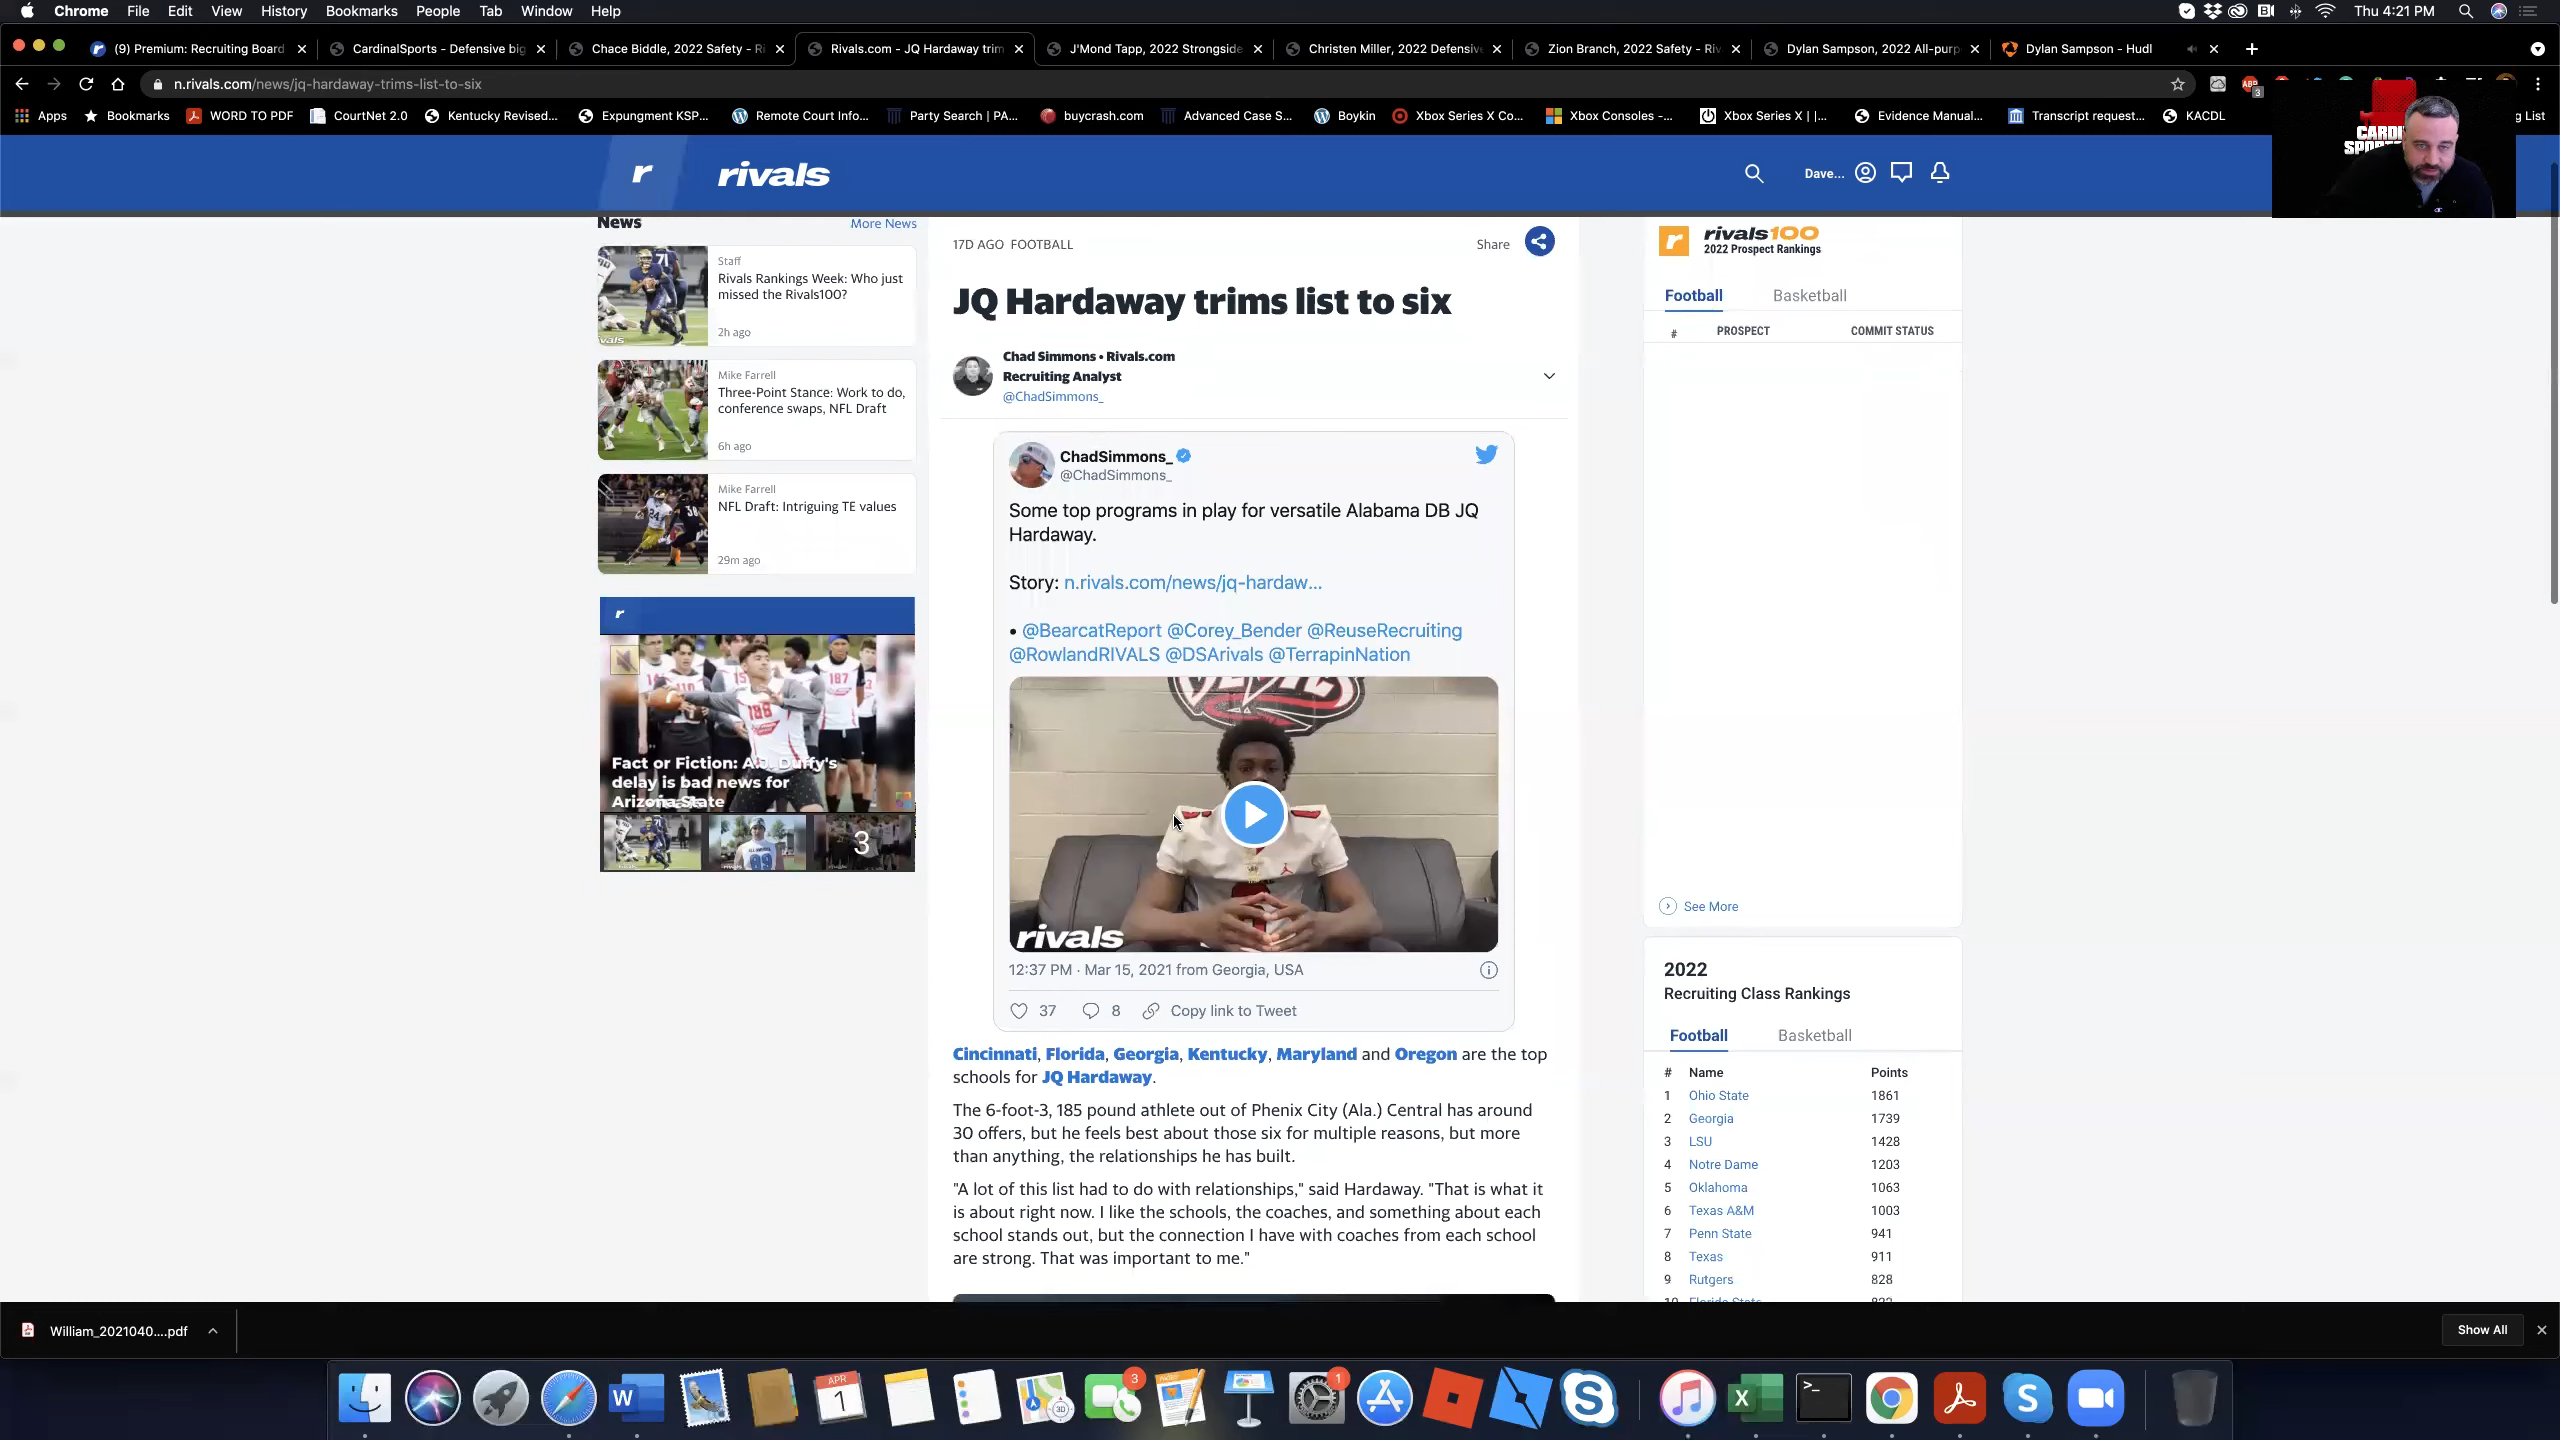 Chrome File Edit View History Bookmarks People Tab Window Help Thu 4:21 PM
(9) Premium: Recruiting Board CardinalSports - Defensive big Chace Biddle, 2022 Safety - Ri Rivals.com - JQ Hardaway trim J'Mond Tapp, 2022 Strongside Christen Miller, 2022 Defensive Zion Branch, 2022 Safety - Riv Dylan Sampson, 2022 All-purp Dylan Sampson - Hudl
n.rivals.com/news/jq-hardaway-trims-list-to-six
3
Apps Bookmarks WORD TO PDF CourtNet 2.0 Kentucky Revised... Expungment KSP... Remote Court Info... Party Search | PA... buycrash.com Advanced Case S... Boykin Xbox Series X Co... Xbox Consoles -... Xbox Series X | |... Evidence Manual... Transcript request... KACDL g List
r rivals Dave...
News More News
Staff
Rivals Rankings Week: Who just
missed the Rivals100?
2h ago
Mike Farrell
Three-Point Stance: Work to do,
conference swaps, NFL Draft
6h ago
Mike Farrell
NFL Draft: Intriguing TE values
29m ago
r
188
187
Fact or Fiction: A.J. Duffy's
delay is bad news for
Arizona State
3
17D AGO FOOTBALL Share
JQ Hardaway trims list to six
Chad Simmons • Rivals.com
Recruiting Analyst
@ChadSimmons_
ChadSimmons_
@ChadSimmons_
Some top programs in play for versatile Alabama DB JQ
Hardaway.
Story: n.rivals.com/news/jq-hardaw...
• @BearcatReport @Corey_Bender @ReuseRecruiting
@RowlandRIVALS @DSArivals @TerrapinNation
rivals
12:37 PM · Mar 15, 2021 from Georgia, USA
37 8 Copy link to Tweet
Cincinnati, Florida, Georgia, Kentucky, Maryland and Oregon are the top
schools for JQ Hardaway.
The 6-foot-3, 185 pound athlete out of Phenix City (Ala.) Central has around
30 offers, but he feels best about those six for multiple reasons, but more
than anything, the relationships he has built.
"A lot of this list had to do with relationships," said Hardaway. "That is what it
is about right now. I like the schools, the coaches, and something about each
school stands out, but the connection I have with coaches from each school
are strong. That was important to me."
r rivals100
2022 Prospect Rankings
Football Basketball
# PROSPECT COMMIT STATUS
See More
2022
Recruiting Class Rankings
Football Basketball
# Name Points
1 Ohio State 1861
2 Georgia 1739
3 LSU 1428
4 Notre Dame 1203
5 Oklahoma 1063
6 Texas A&M 1003
7 Penn State 941
8 Texas 911
9 Rutgers 828
William_2021040....pdf Show All
APR
1
3
1